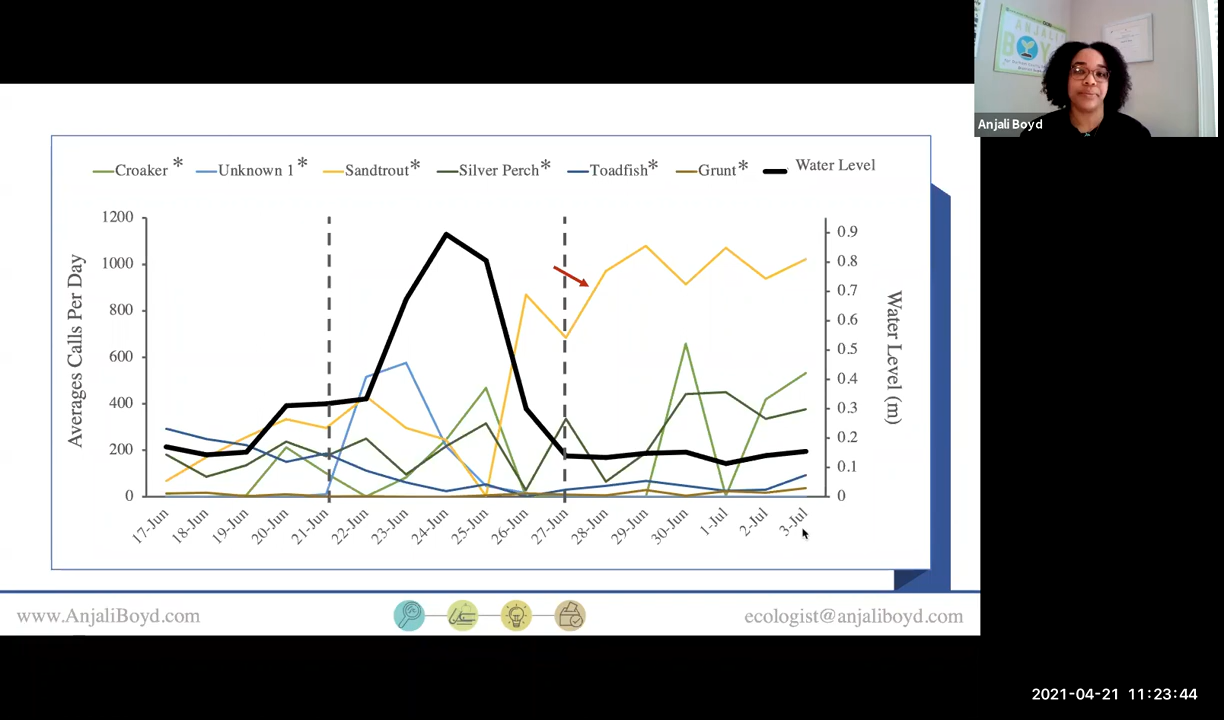 ANJALI
BOY
Anjali Boyd
Croaker * Unknown 1* Sandtrout* Silver Perch* Toadfish* Grunt* Water Level
Averages Calls Per Day
1200
1000
800
600
400
200
0
0.9
0.8
0.7
0.6
0.5
0.4
0.3
0.2
0.1
0
Water Level (m)
17-Jun 18-Jun 19-Jun 20-Jun 21-Jun 22-Jun 23-Jun 24-Jun 25-Jun 26-Jun 27-Jun 28-Jun 29-Jun 30-Jun 1-Jul 2-Jul 3-Jul
www.AnjaliBoyd.com ecologist@anjaliboyd.com
2021-04-21 11:23:44